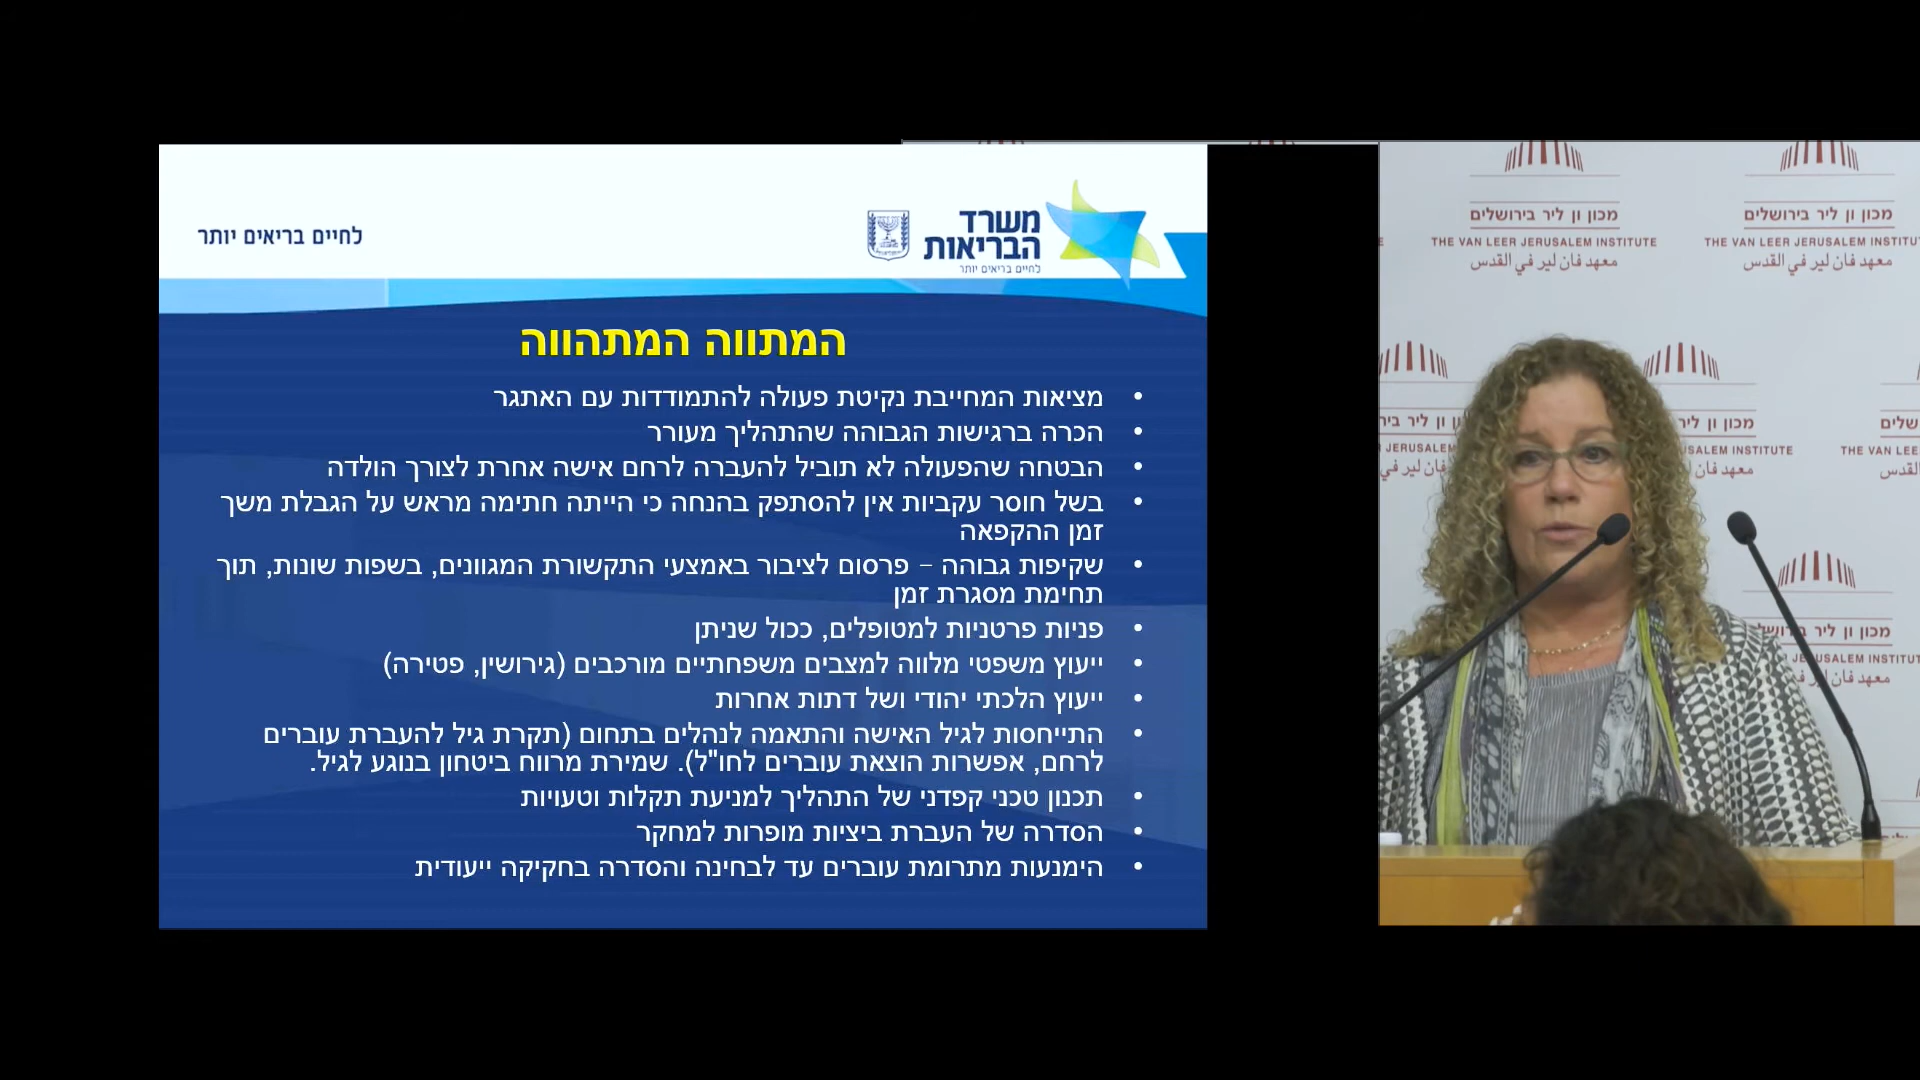 לחיים בריאים יותר
משרד
הבריאות
לחיים בריאים יותר
המתווה המתהווה
• מציאות המחייבת נקיטת פעולה להתמודדות עם האתגר
• הכרה ברגישות הגבוהה שהתהליך מעורר
• הבטחה שהפעולה לא תוביל להעברה לרחם אישה אחרת לצורך הולדה
• בשל חוסר עקביות אין להסתפק בהנחה כי הייתה חתימה מראש על הגבלת משך
זמן ההקפאה
• שקיפות גבוהה – פרסום לציבור באמצעי התקשורת המגוונים, בשפות שונות, תוך
תחימת מסגרת זמן
• פניות פרטניות למטופלים, ככול שניתן
• ייעוץ משפטי מלווה למצבים משפחתיים מורכבים (גירושין, פטירה)
• ייעוץ הלכתי יהודי ושל דתות אחרות
• התייחסות לגיל האישה והתאמה לנהלים בתחום (תקרת גיל להעברת עוברים
לרחם, אפשרות הוצאת עוברים לחו"ל). שמירת מרווח ביטחון בנוגע לגיל.
• תכנון טכני קפדני של התהליך למניעת תקלות וטעויות
• הסדרה של העברת ביציות מופרות למחקר
• הימנעות מתרומת עוברים עד לבחינה והסדרה בחקיקה ייעודית
מכון ון ליר בירושלים
THE VAN LEER JERUSALEM INSTITUTE
معهد فان لير في القدس
מכון ון ליר בירושלים
THE VAN LEER JERUSALEM INSTITU
معهد فان لير في القدس